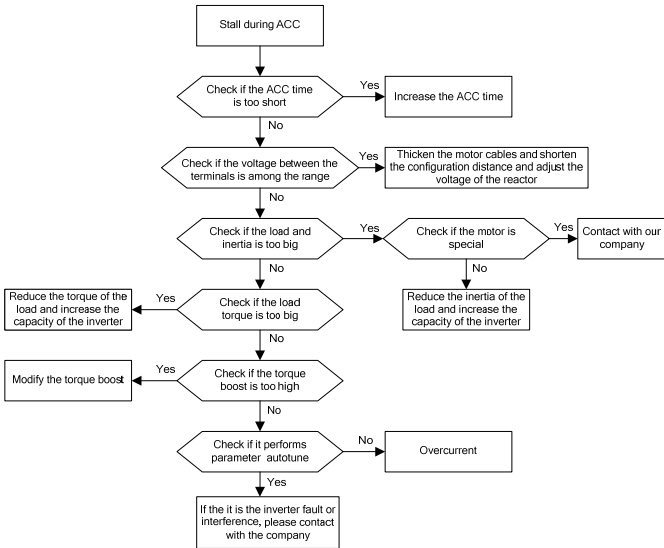 Stall during ACC
Check if the ACC time
is too short
Yes
Increase the ACC time
No
Check if the voltage between the
terminals is among the range
Yes
Thicken the motor cables and shorten
the configuration distance and adjust the
voltage of the reactor
No
Check if the load and
inertia is too big
Yes
Check if the motor is
special
Yes
Contact with our
company
No
No
Reduce the torque of the
load and increase the
capacity of the inverter
Yes
Check if the load
torque is too big
Reduce the inertia of the
load and increase the
capacity of the inverter
No
Modify the torque boost
Yes
Check if the torque
boost is too high
No
Check if it performs
parameter autotune
No
Overcurrent
Yes
If the it is the inverter fault or
interference, please contact
with the company